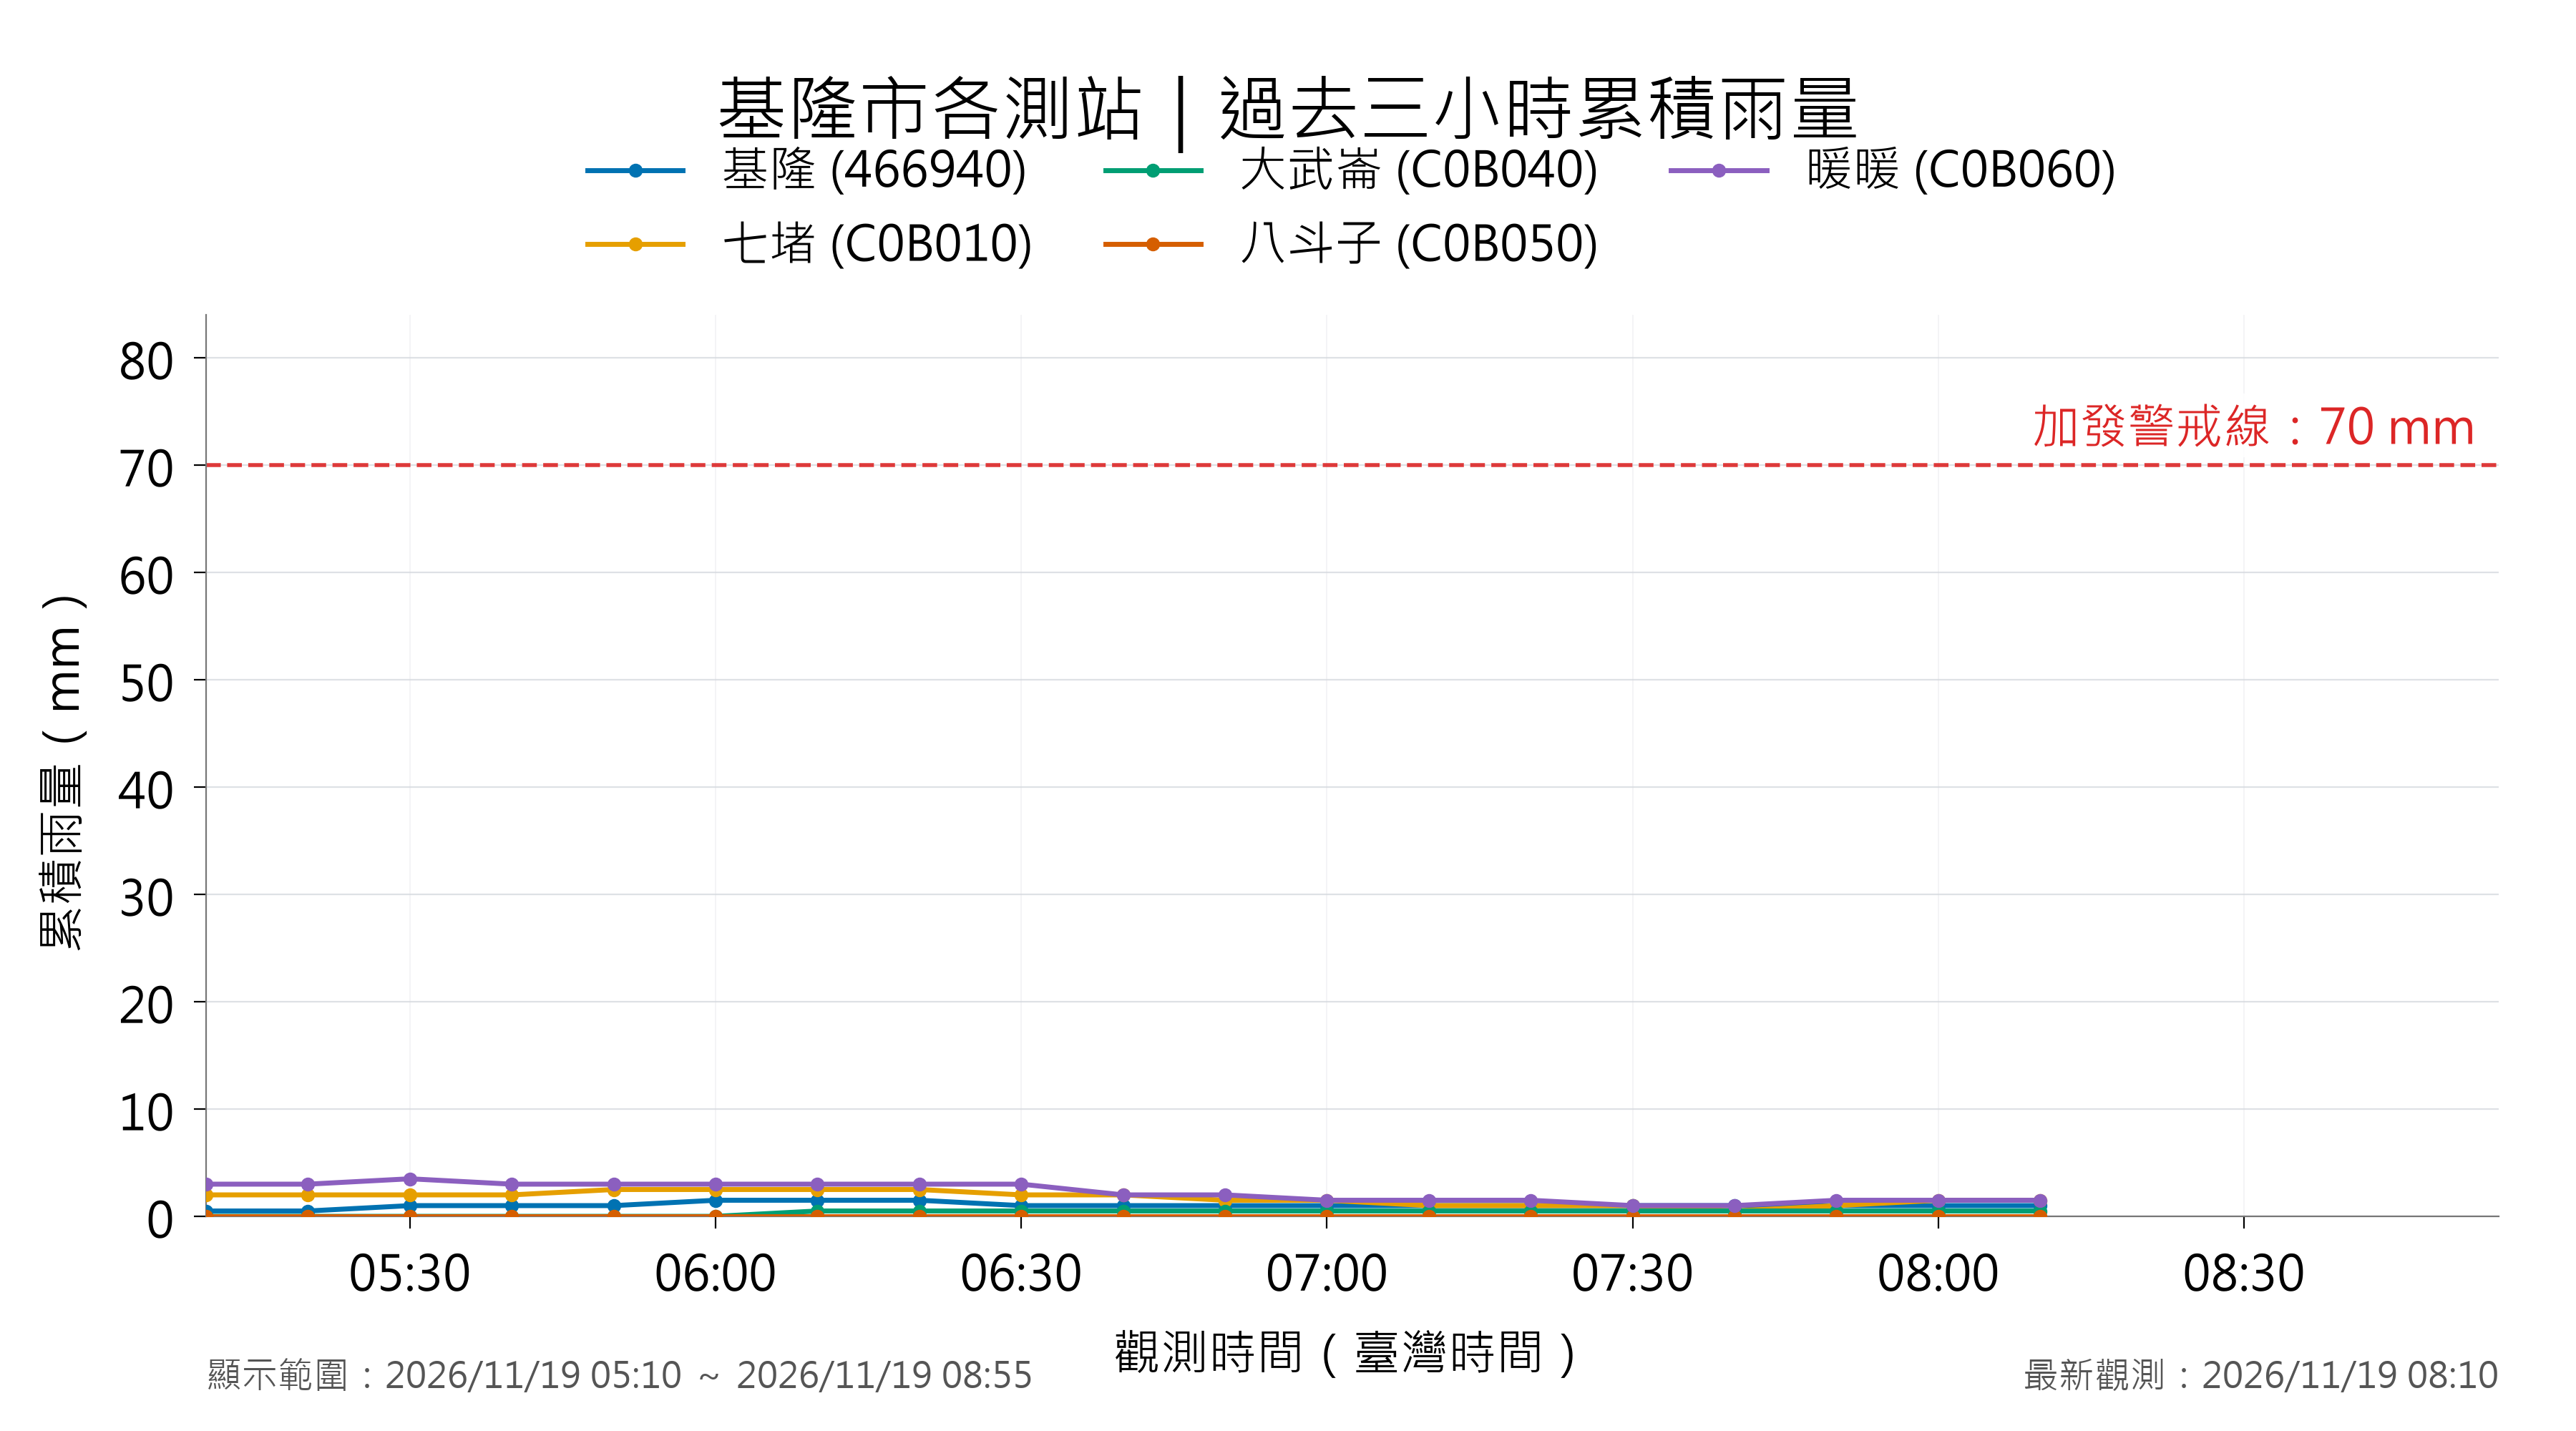 基隆市各測站｜過去三小時累積雨量
基隆 (466940)
大武崙 (C0B040)
暖暖 (C0B060)
七堵 (C0B010)
八斗子 (C0B050)
累積雨量（mm）
80
70
60
50
40
30
20
10
0
加發警戒線：70 mm
05:30
06:00
06:30
07:00
07:30
08:00
08:30
觀測時間（臺灣時間）
顯示範圍：2026/11/19 05:10 ~ 2026/11/19 08:55
最新觀測：2026/11/19 08:10